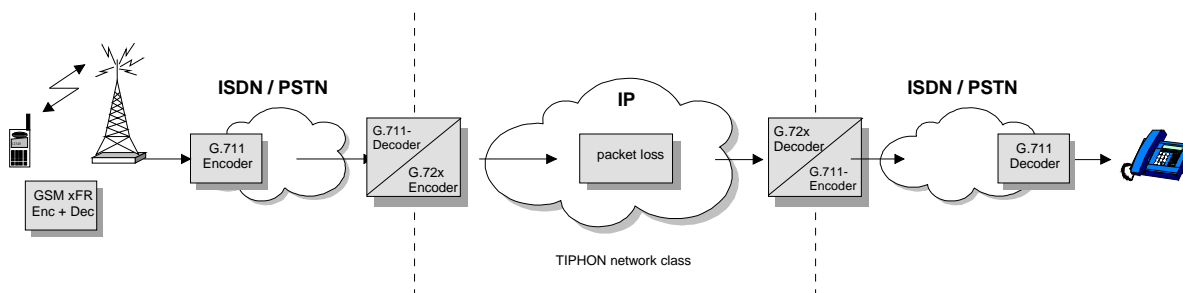 ISDN / PSTN
IP
ISDN / PSTN
G.711
Encoder
G.711-
Decoder
G.72x
Encoder
packet loss
G.72x
Decoder
G.711-
Encoder
G.711
Decoder
GSM xFR
Enc + Dec
TIPHON network class